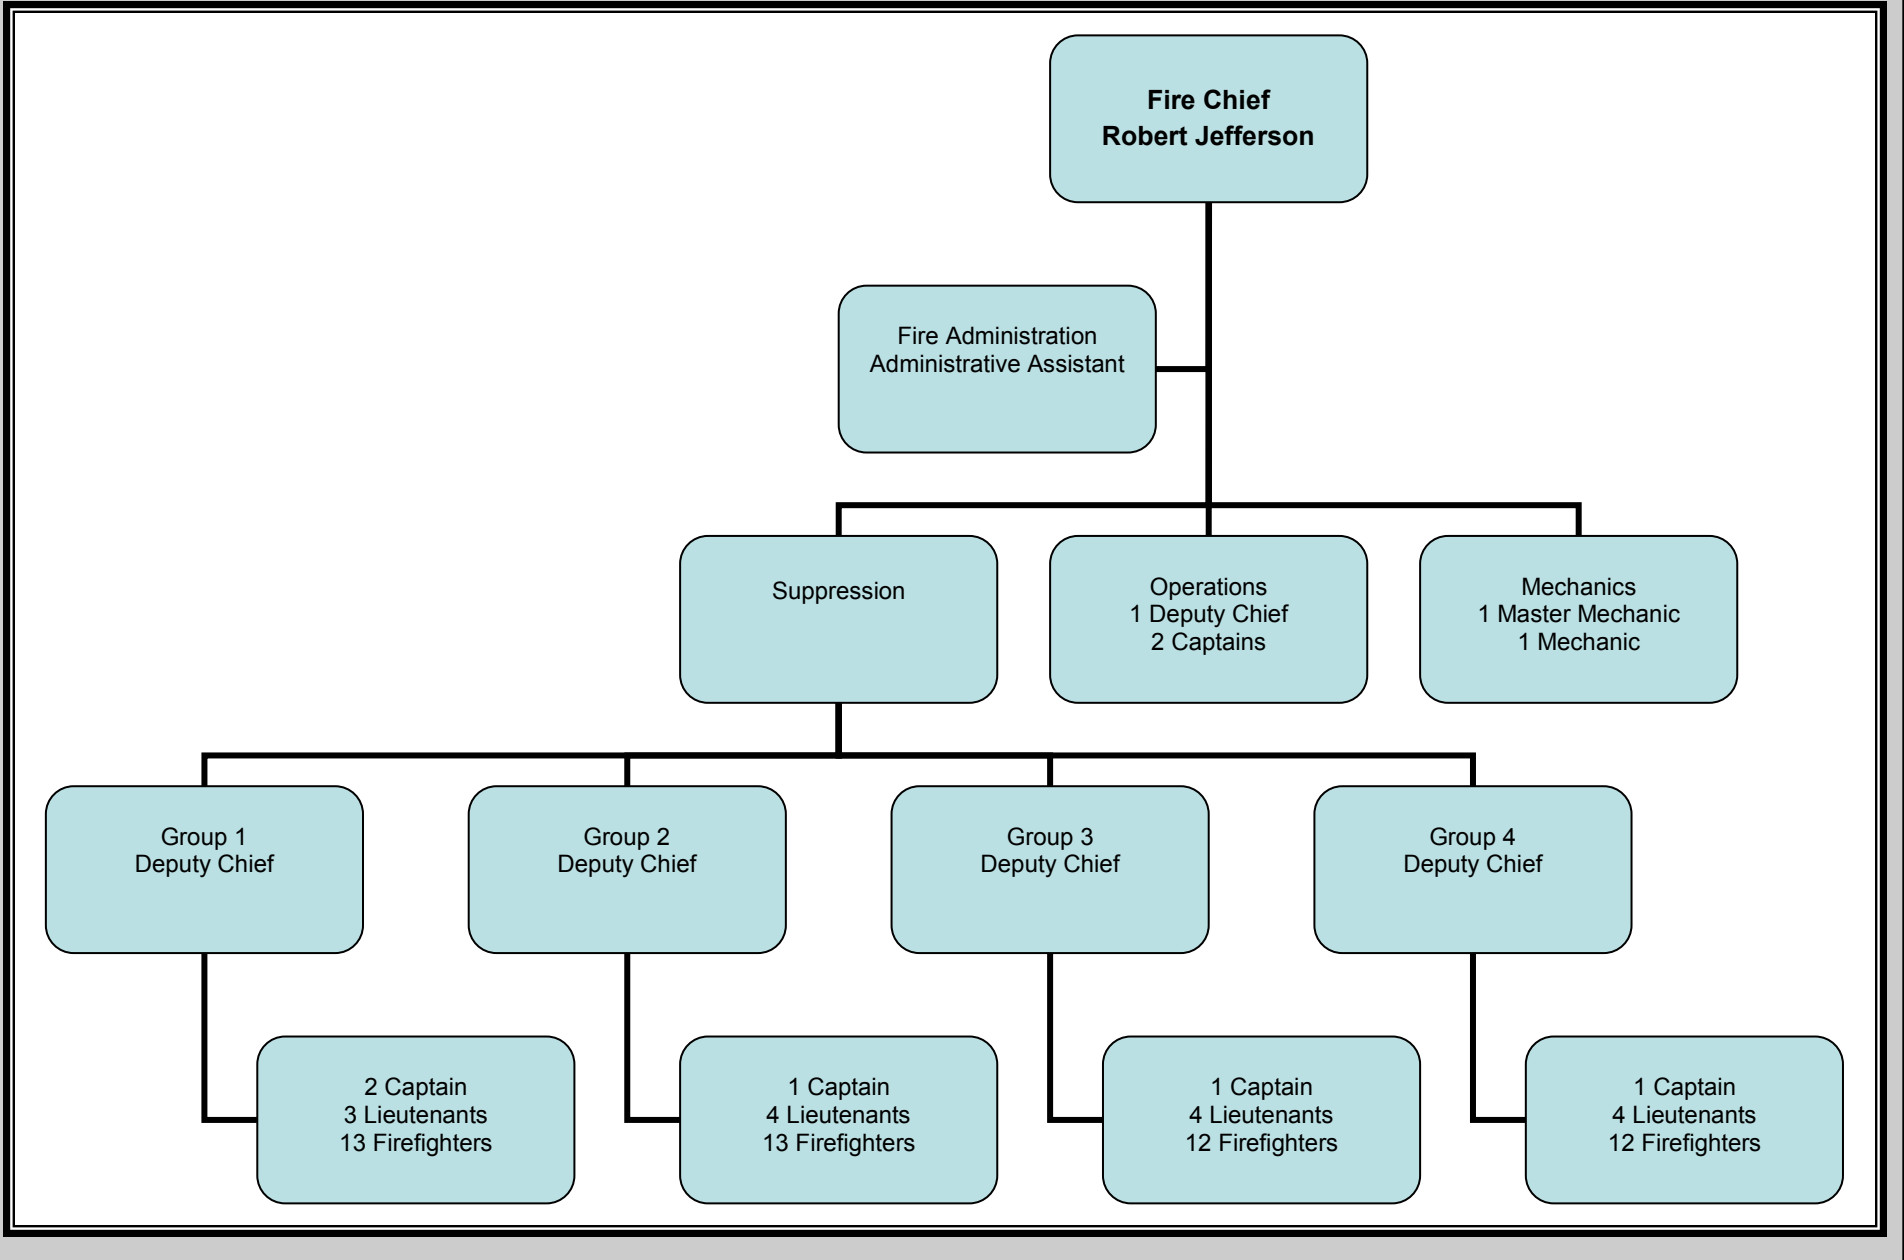 Fire Chief
Robert Jefferson
Fire Administration
Administrative Assistant
Suppression
Operations
1 Deputy Chief
2 Captains
Mechanics
1 Master Mechanic
1 Mechanic
Group 1
Deputy Chief
Group 2
Deputy Chief
Group 3
Deputy Chief
Group 4
Deputy Chief
2 Captain
3 Lieutenants
13 Firefighters
1 Captain
4 Lieutenants
13 Firefighters
1 Captain
4 Lieutenants
12 Firefighters
1 Captain
4 Lieutenants
12 Firefighters